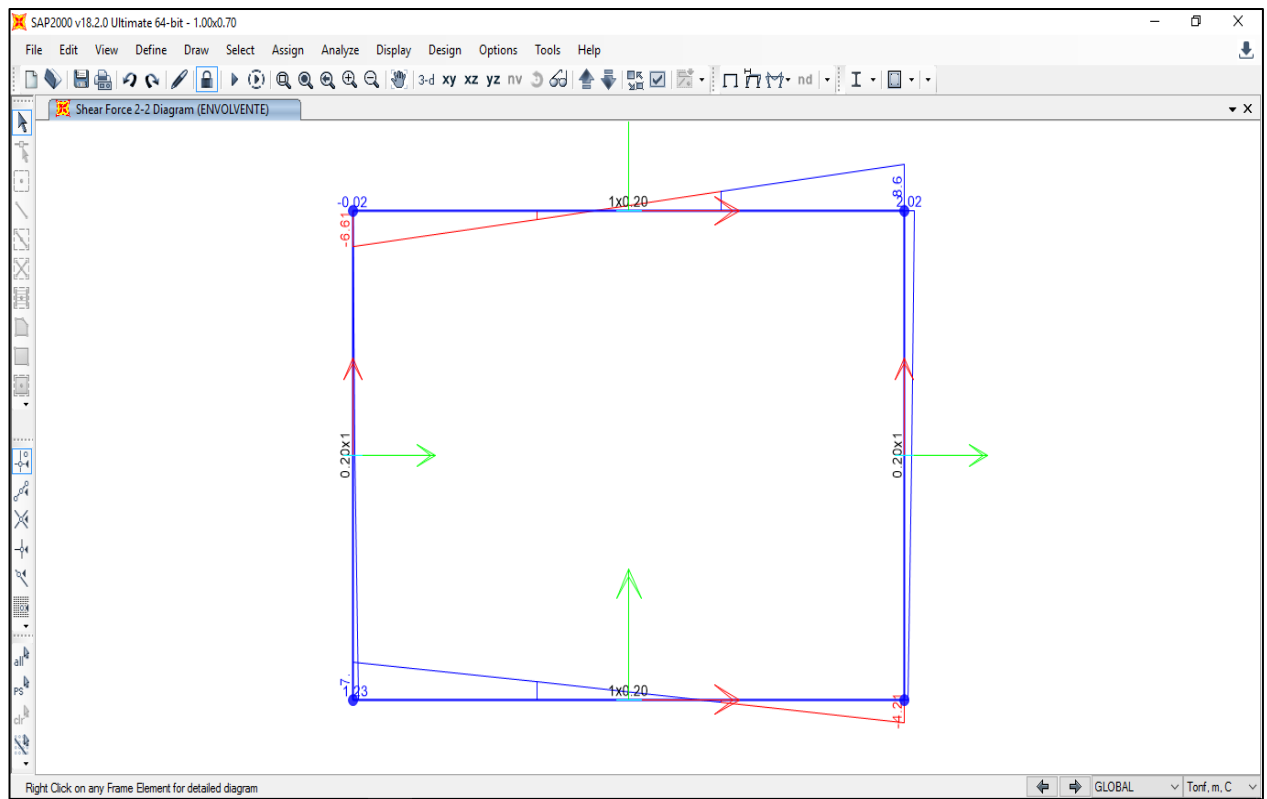 SAP2000 v18.2.0 Ultimate 64-bit - 1.00x0.70
File Edit View Define Draw Select Assign Analyze Display Design Options Tools Help
3-d xy xz yz nv nd
Shear Force 2-2 Diagram (ENVOLVENTE)
-0.02
-6.61
1x0.20
8.6
2.02
0.20x1
0.20x1
7.
1.23
1x0.20
-4.21
all
PS
clr
Right Click on any Frame Element for detailed diagram
GLOBAL
Tonf, m, C